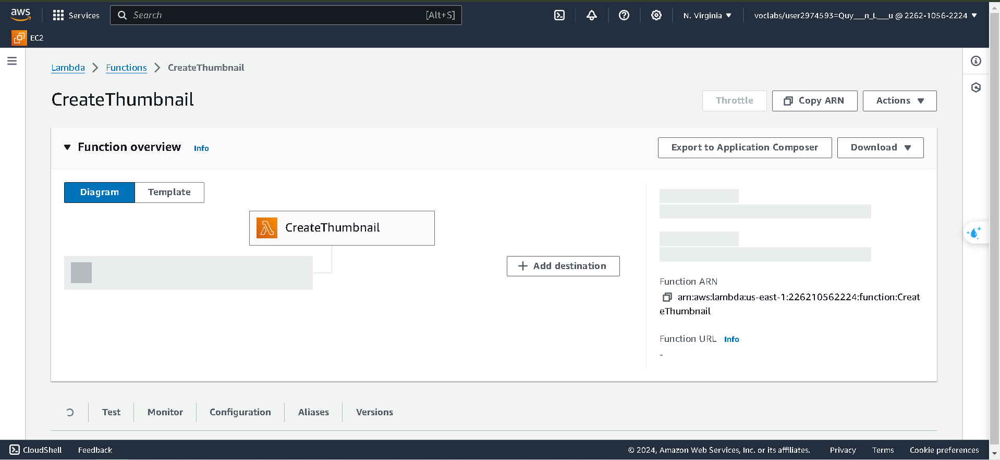 aws
Services
Search
[Alt+S]
N. Virginia
voclabs/user2974593=Quy___n_L___u @ 2262-1056-2224
EC2
Lambda
Functions
CreateThumbnail
CreateThumbnail
Throttle
Copy ARN
Actions
Function overview
Info
Export to Application Composer
Download
Diagram
Template
CreateThumbnail
Add destination
Function ARN
arn:aws:lambda:us-east-1:226210562224:function:Creat
eThumbnail
Function URL
Info
-
Test
Monitor
Configuration
Aliases
Versions
CloudShell
Feedback
© 2024, Amazon Web Services, Inc. or its affiliates.
Privacy
Terms
Cookie preferences